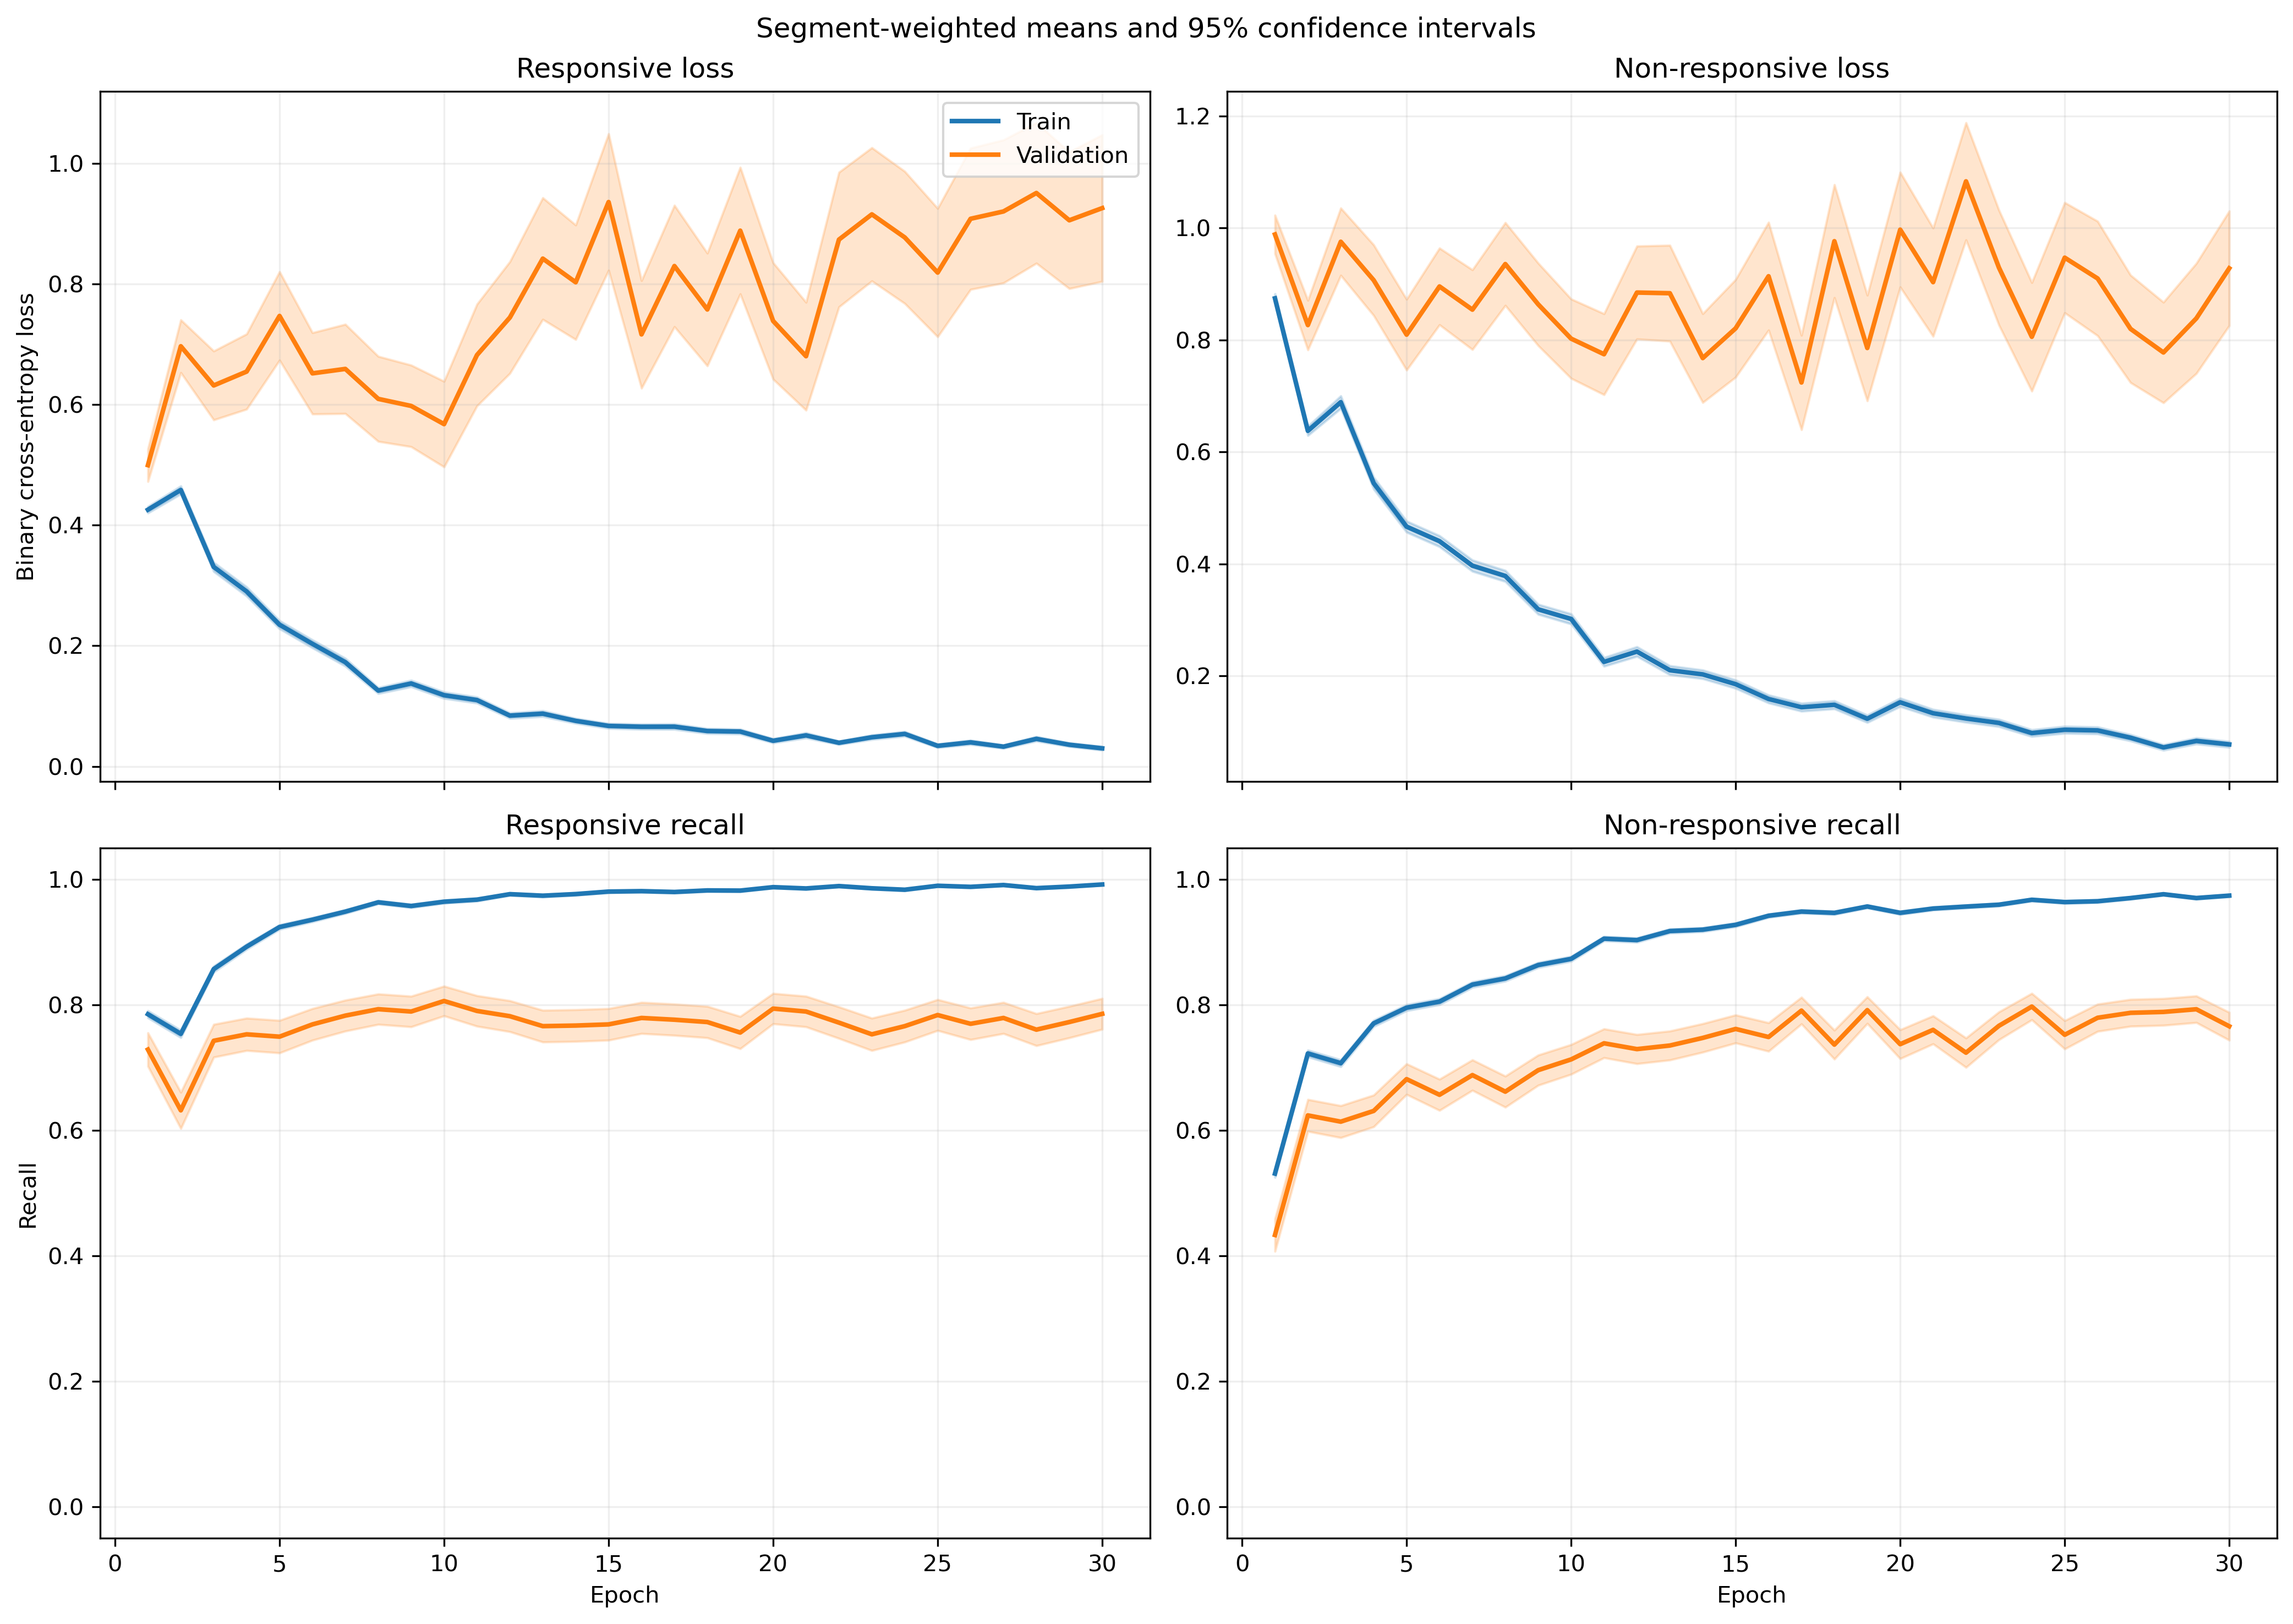 Segment-weighted means and 95% confidence intervals
Responsive loss
Binary cross-entropy loss
1.0
0.8
0.6
0.4
0.2
0.0
Train
Validation
Non-responsive loss
1.2
1.0
0.8
0.6
0.4
0.2
Responsive recall
Recall
1.0
0.8
0.6
0.4
0.2
0.0
0 5 10 15 20 25 30
Epoch
Non-responsive recall
1.0
0.8
0.6
0.4
0.2
0.0
0 5 10 15 20 25 30
Epoch